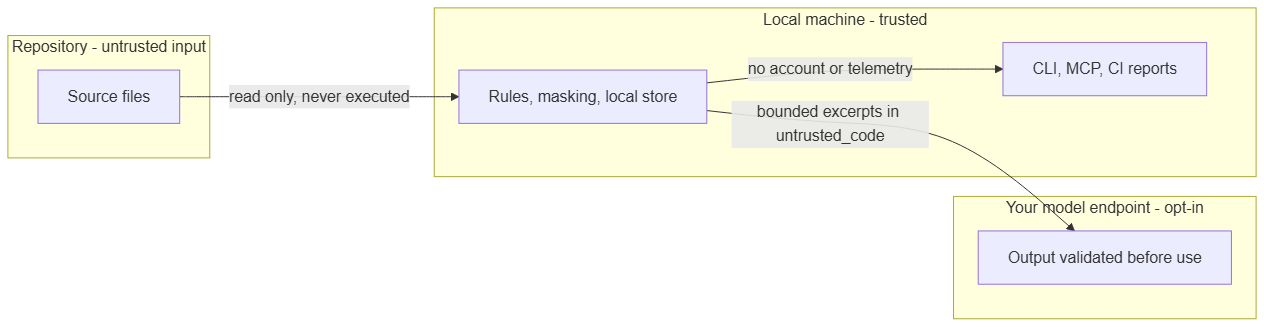 Repository - untrusted input
Source files
read only, never executed
Local machine - trusted
Rules, masking, local store
no account or telemetry
CLI, MCP, CI reports
bounded excerpts in
untrusted_code
Your model endpoint - opt-in
Output validated before use